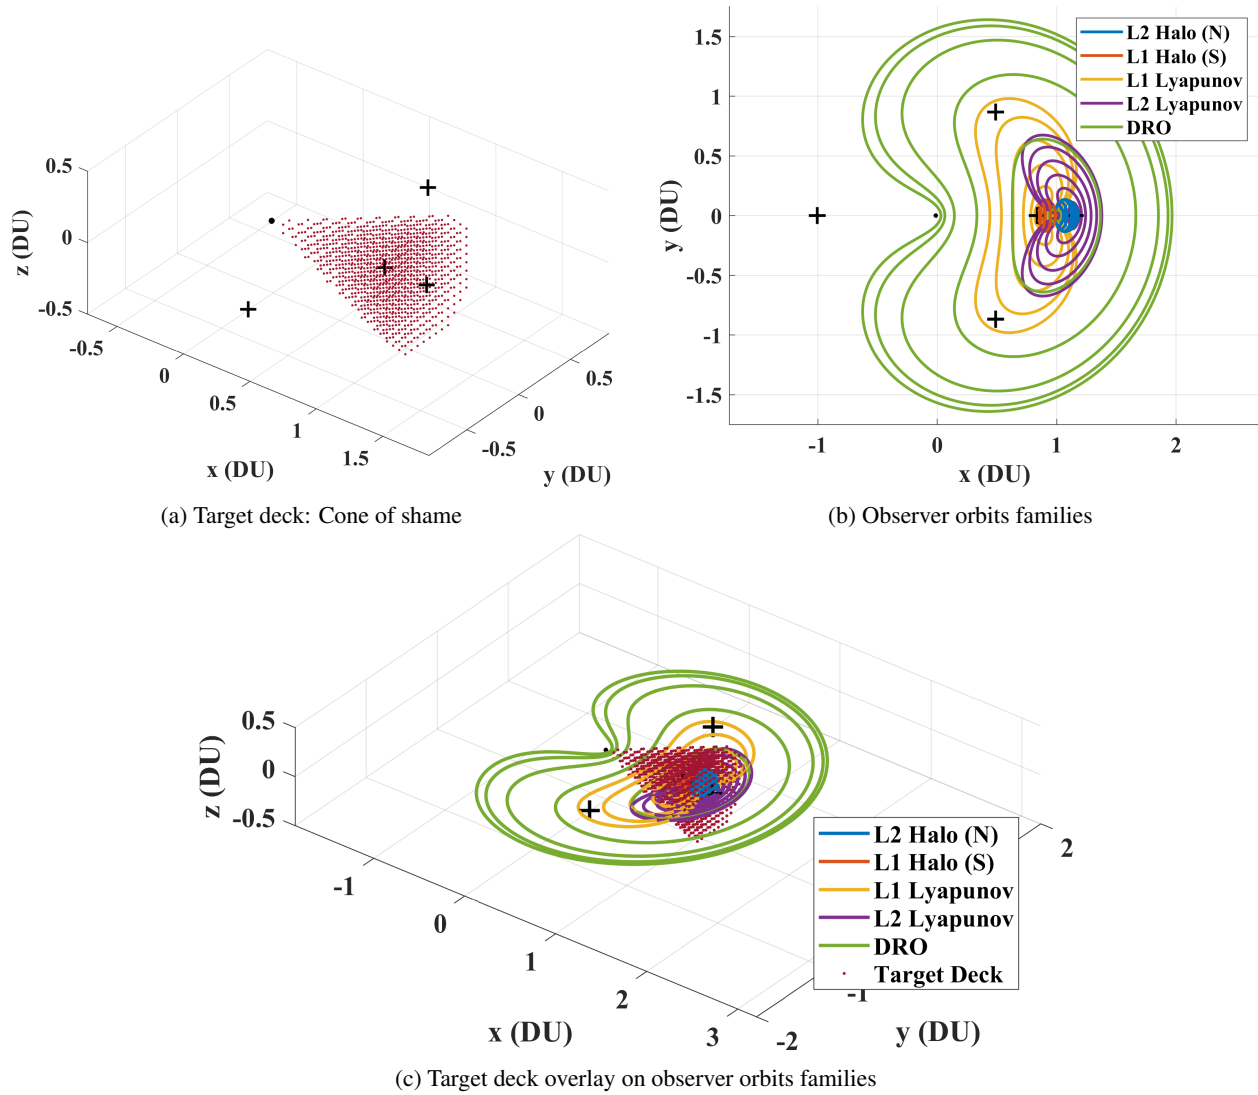 0.5
0
-0.5
z (DU)
-0.5
0
0.5
1
1.5
x (DU)
-0.5
0
0.5
y (DU)
(a) Target deck: Cone of shame
1.5
1
0.5
0
-0.5
-1
-1.5
y (DU)
-1
0
1
2
x (DU)
L2 Halo (N)
L1 Halo (S)
L1 Lyapunov
L2 Lyapunov
DRO
(b) Observer orbits families
0.5
0
-0.5
z (DU)
-1
0
1
2
3
x (DU)
-2
-1
2
y (DU)
L2 Halo (N)
L1 Halo (S)
L1 Lyapunov
L2 Lyapunov
DRO
Target Deck
(c) Target deck overlay on observer orbits families